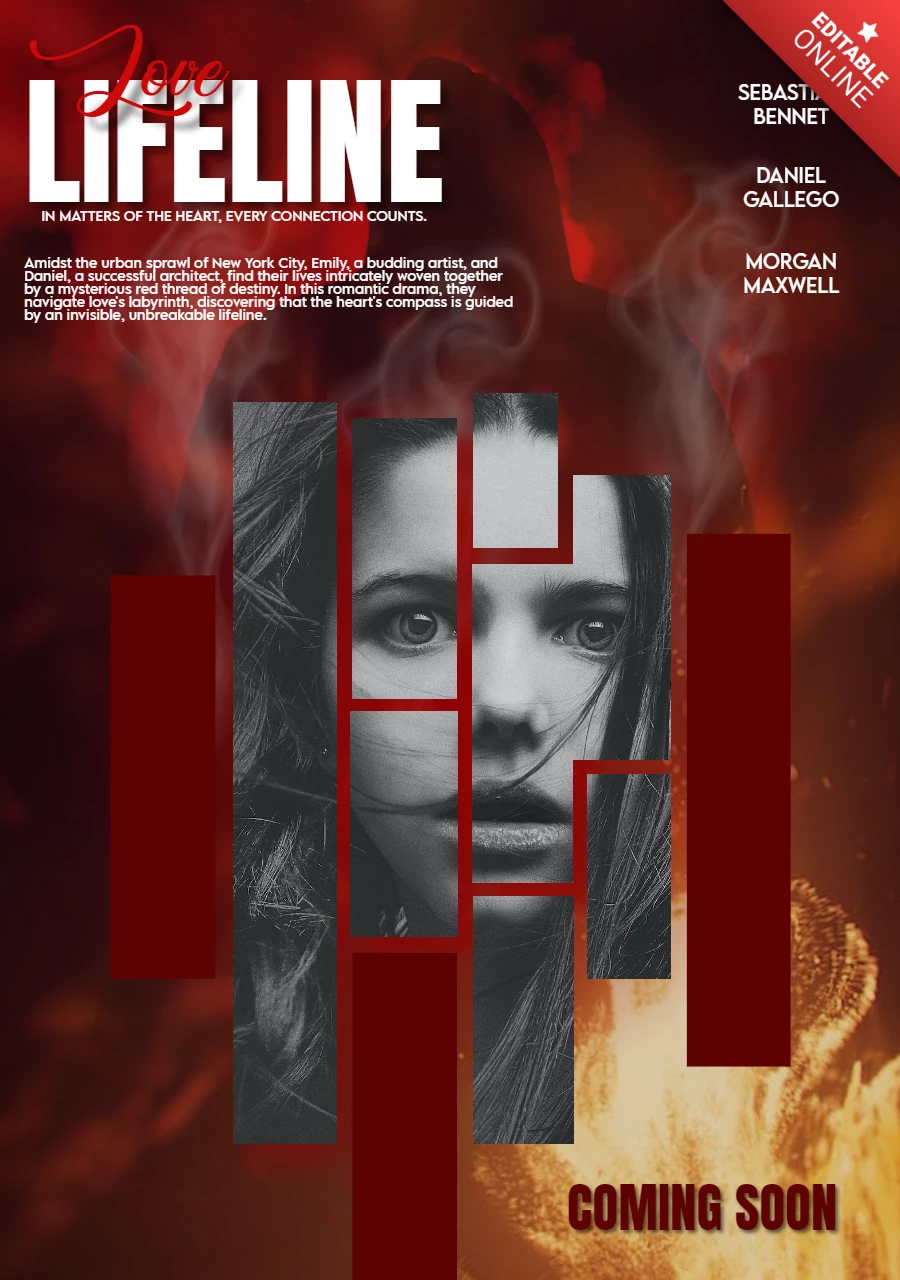 Love
LIFELINE
IN MATTERS OF THE HEART, EVERY CONNECTION COUNTS.
Amidst the urban sprawl of New York City, Emily, a budding artist, and
Daniel, a successful architect, find their lives intricately woven together
by a mysterious red thread of destiny. In this romantic drama, they
navigate love's labyrinth, discovering that the heart's compass is guided
by an invisible, unbreakable lifeline.
EDITABLE
ONLINE
BENNET
DANIEL
GALLEGO
MORGAN
MAXWELL
COMING SOON